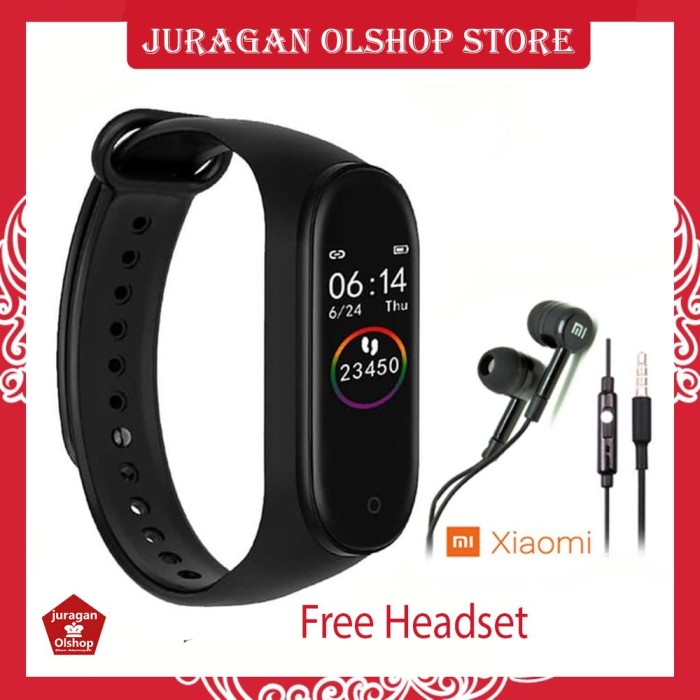 JURAGAN OLSHOP STORE
06:14
6/24 Thu
23450
mi
mi Xiaomi
Free Headset
juragan
Olshop